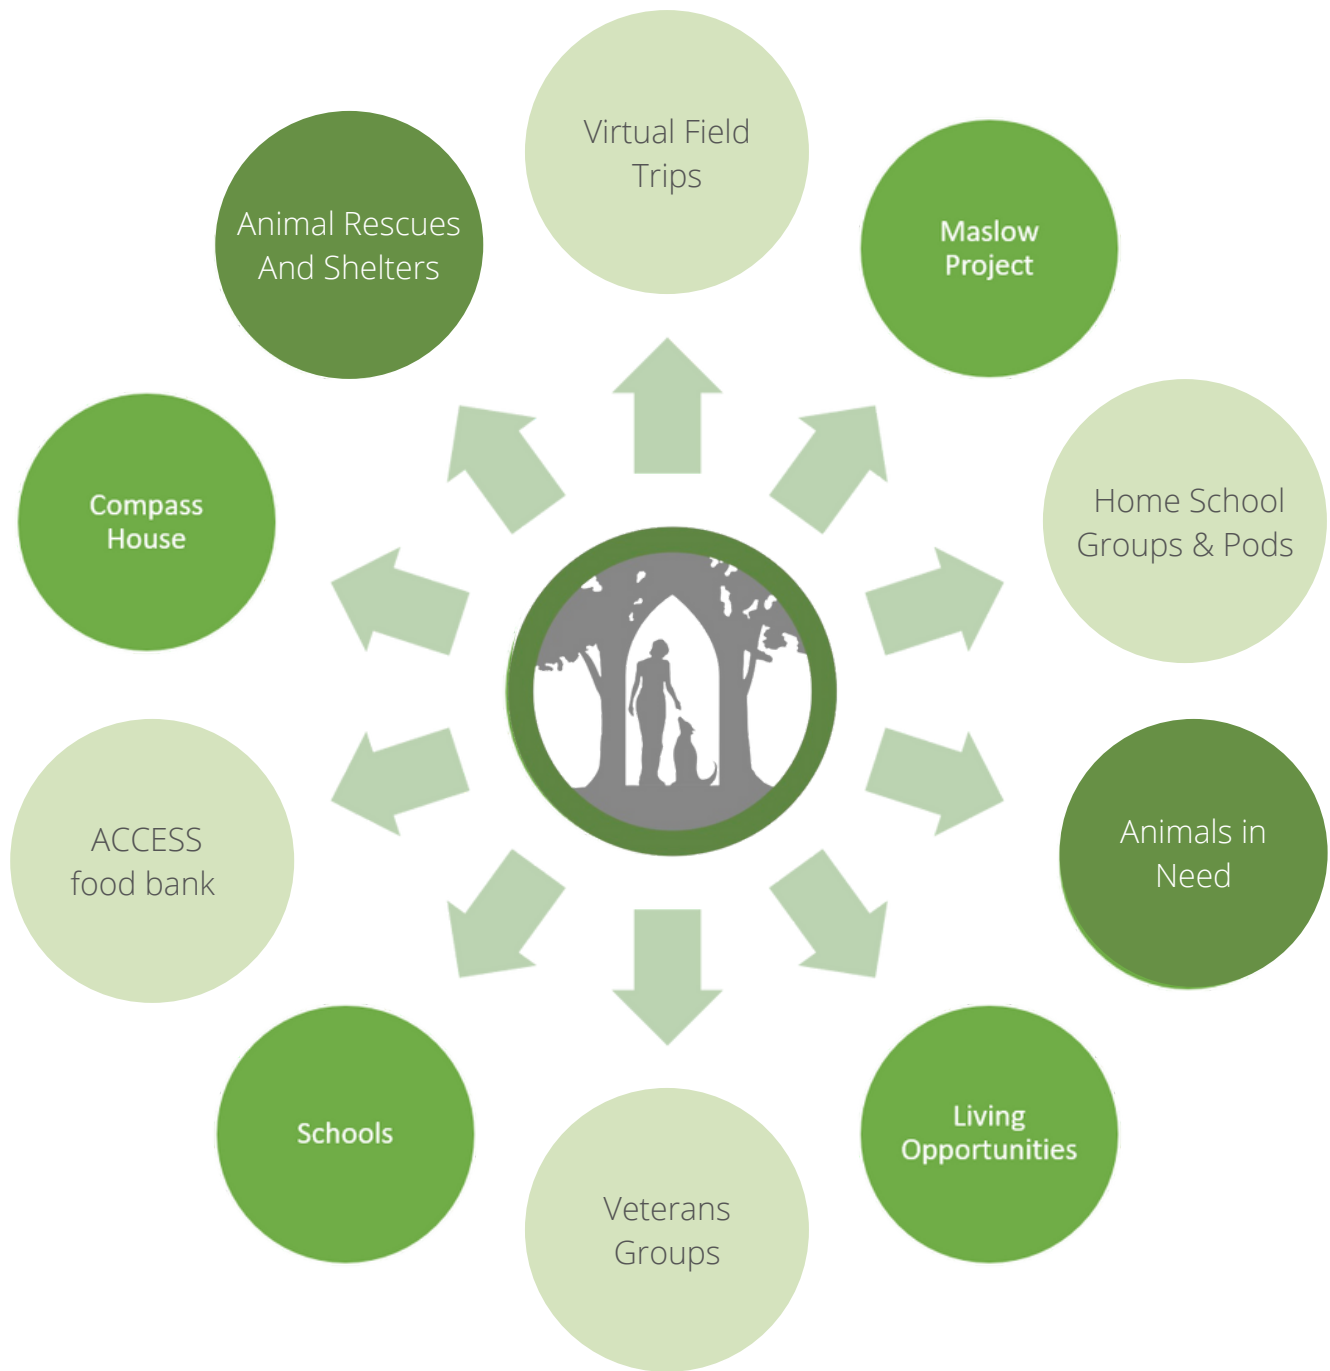 Virtual Field
Trips
Maslow
Project
Home School
Groups & Pods
Animals in
Need
Living
Opportunities
Veterans
Groups
Schools
ACCESS
food bank
Compass
House
Animal Rescues
And Shelters